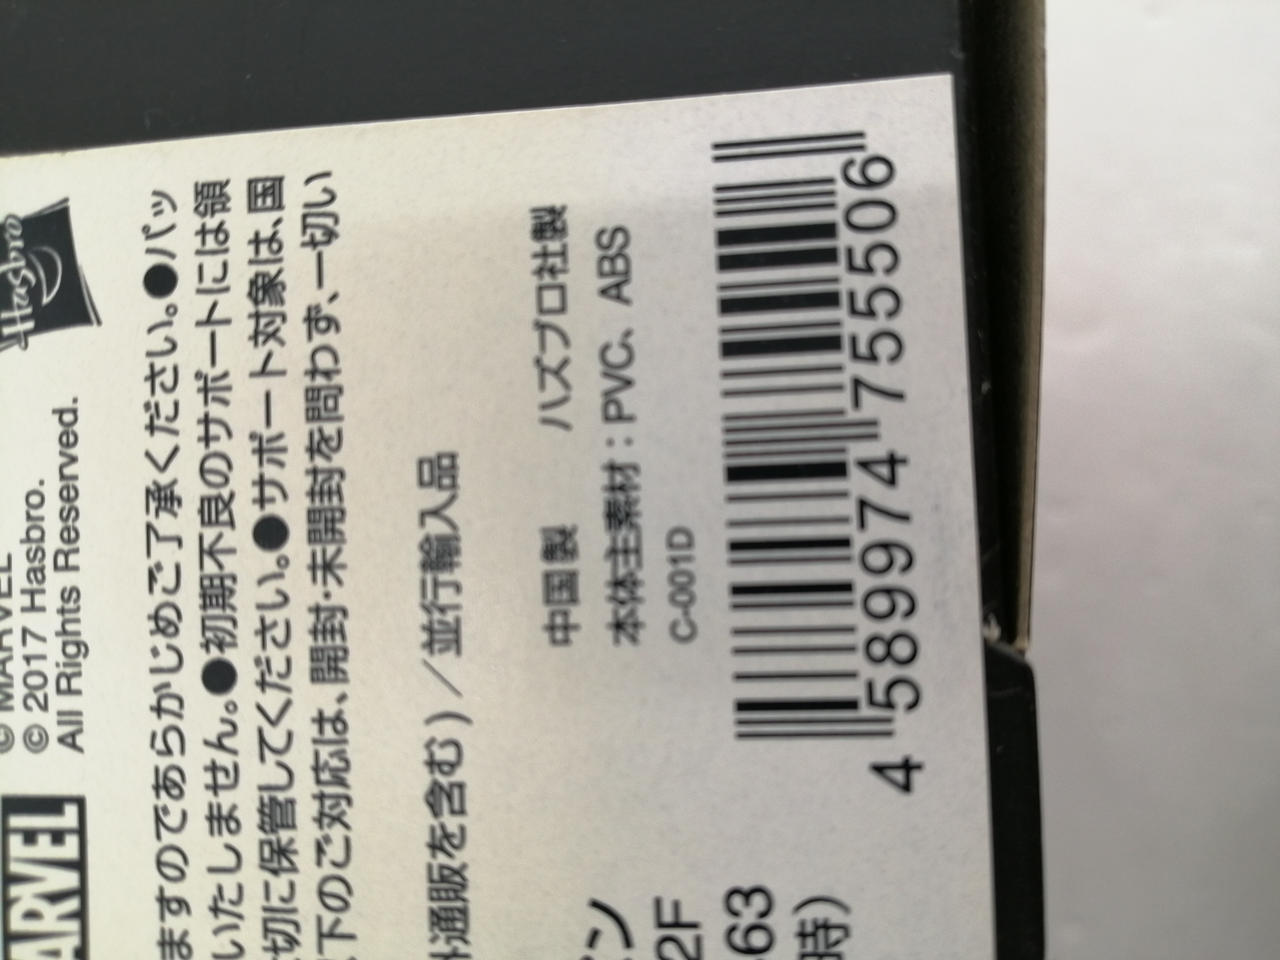 MARVEL
© MARVEL
© 2017 Hasbro.
All Rights Reserved.
Hasbro
ますのであらかじめご了承ください。●パッ
いたしません。●初期不良のサポートには領
切に保管してください。●サポート対象は、国
下のご対応は、開封・未開封を問わず、一切い
外通販を含む)/並行輸入品
中国製 ハズブロ社製
本体主素材：PVC、ABS
C-001D
4 589974 755506
ン
2F
63
時)